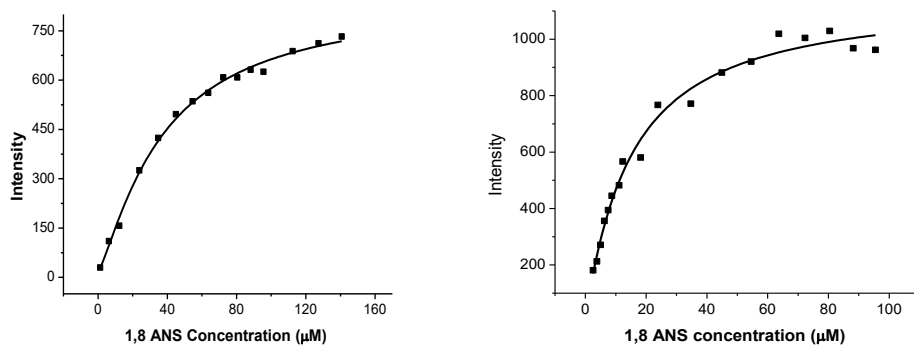 750
600
450
300
150
0
Intensity
0 40 80 120 160
1,8 ANS Concentration (μM)
1000
800
600
400
200
Intensity
0 20 40 60 80 100
1,8 ANS concentration (μM)